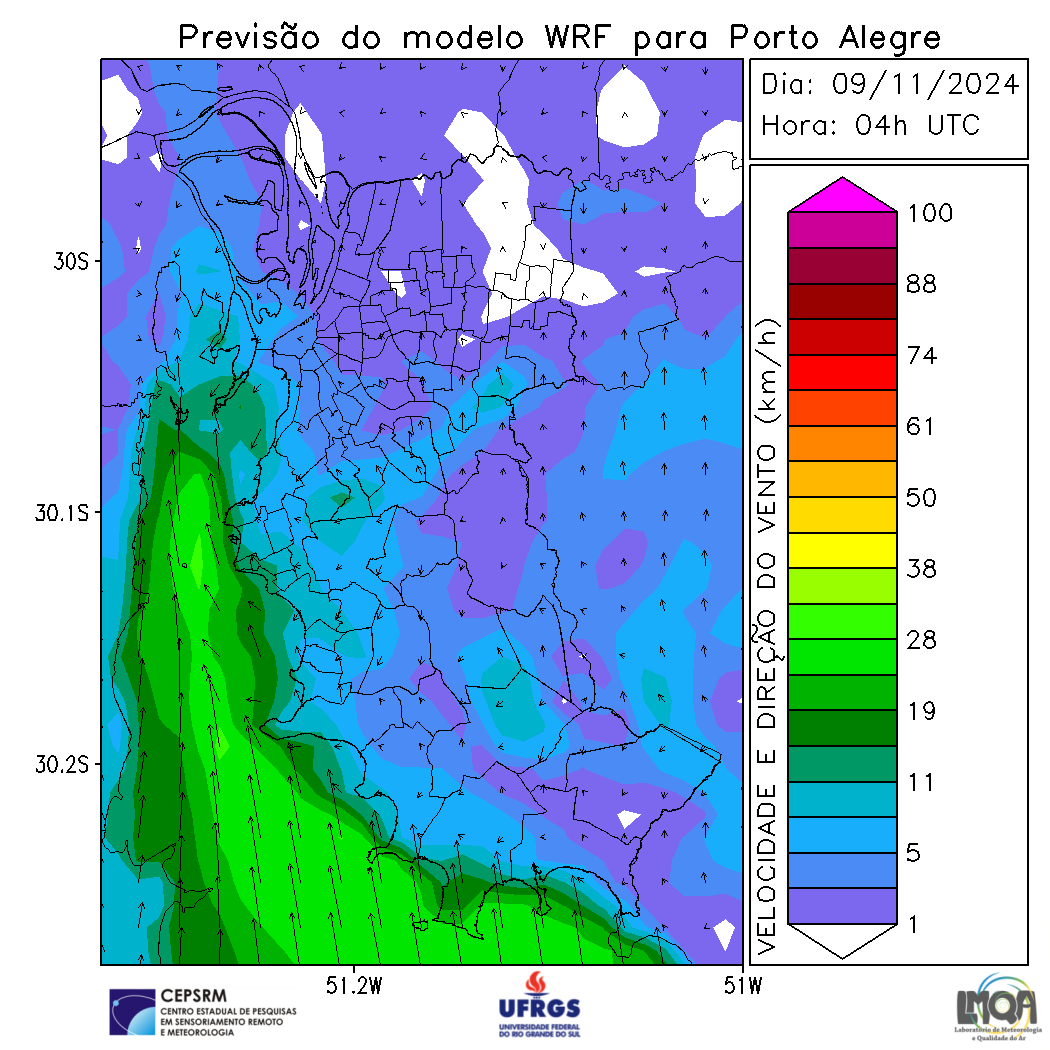 Previsão do modelo WRF para Porto Alegre
Dia: 09/11/2024
Hora: 04h UTC
30S
30.1S
30.2S
51.2W
51W
VELOCIDADE E DIREÇÃO DO VENTO (km/h)
100
88
74
61
50
38
28
19
11
5
1
CEPSRM
CENTRO ESTADUAL DE PESQUISAS
EM SENSORIAMENTO REMOTO
E METEOROLOGIA
UFRGS
UNIVERSIDADE FEDERAL
DO RIO GRANDE DO SUL
LMQA
Laboratório de Meteorologia
e Qualidade do Ar